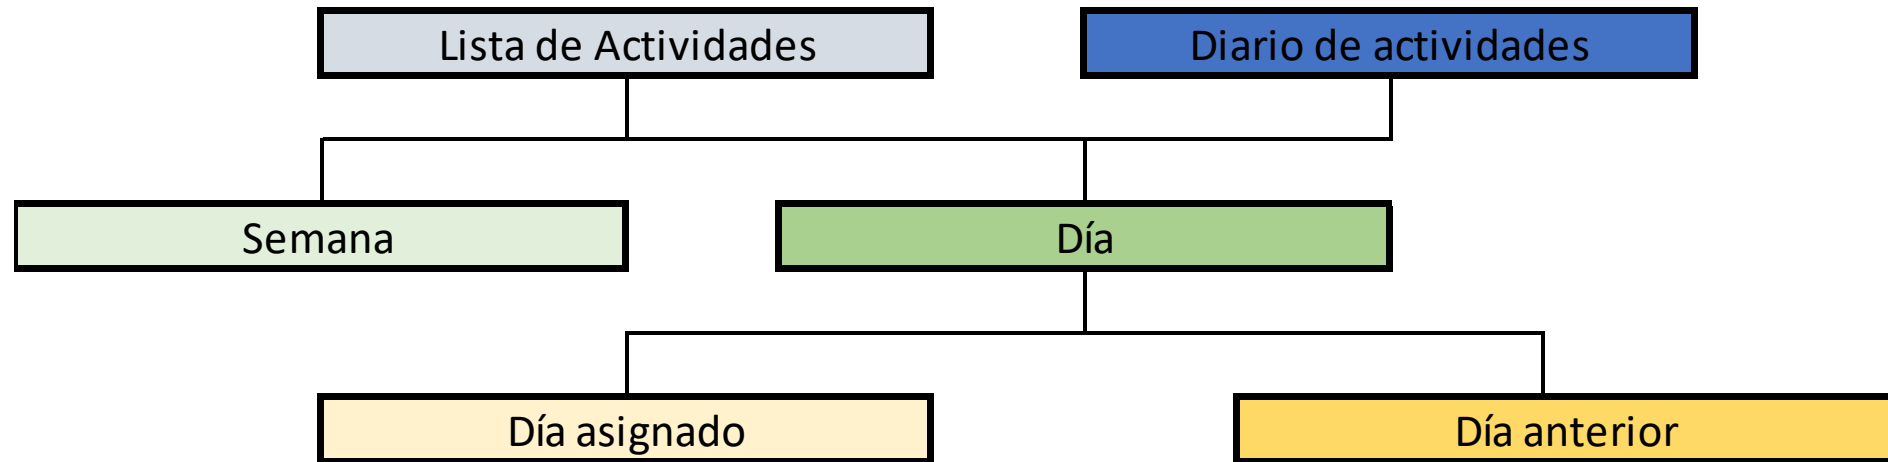 Lista de Actividades
Diario de actividades
Semana
Día
Día asignado
Día anterior